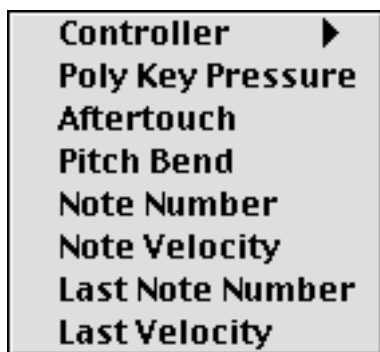 Controller
Poly Key Pressure
Aftertouch
Pitch Bend
Note Number
Note Velocity
Last Note Number
Last Velocity